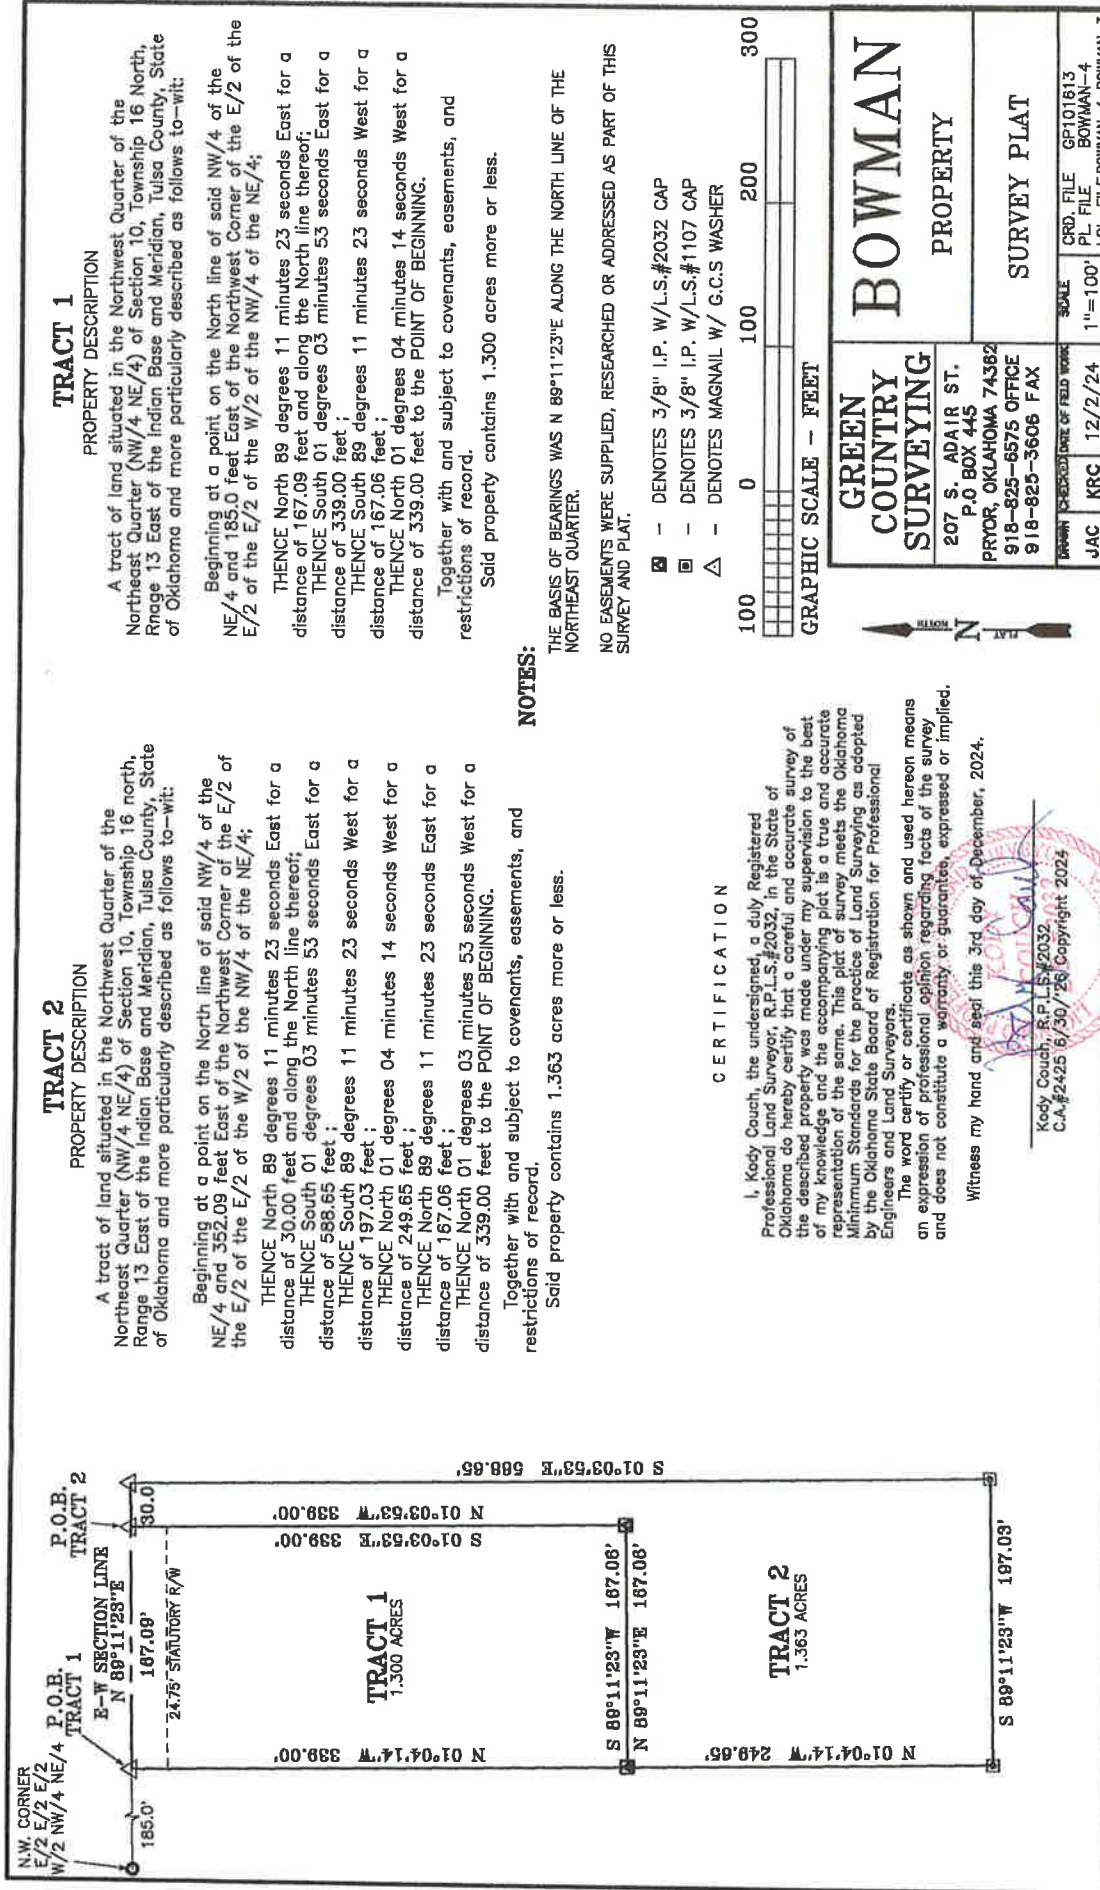 N.W. CORNER
E/2 E/2 E/2
W/2 NW/4 NE/4
P.O.B.
TRACT 1
E-W SECTION LINE
N 89°11'23"E
P.O.B.
TRACT 2
185.0'
167.09'
30.0
24.75' STATUTORY R/W
N 01°04'14"W 339.00'
TRACT 1
1.300 ACRES
S 01°03'53"E 339.00'
N 01°03'53"W 339.00'
S 01°03'53"E 588.65'
S 89°11'23"W 167.06'
N 89°11'23"E 167.06'
N 01°04'14"W 249.65'
TRACT 2
1.363 ACRES
S 89°11'23"W 197.03'
TRACT 2
PROPERTY DESCRIPTION
A tract of land situated in the Northwest Quarter of the
Northeast Quarter (NW/4 NE/4) of Section 10, Township 16 north,
Range 13 East of the Indian Base and Meridian, Tulsa County, State
of Oklahoma and more particularly described as follows to-wit:
Beginning at a point on the North line of said NW/4 of the
NE/4 and 352.09 feet East of the Northwest Corner of the E/2 of
the E/2 of the E/2 of the W/2 of the NW/4 of the NE/4;
THENCE North 89 degrees 11 minutes 23 seconds East for a
distance of 30.00 feet and along the North line thereof;
THENCE South 01 degrees 03 minutes 53 seconds East for a
distance of 588.65 feet ;
THENCE South 89 degrees 11 minutes 23 seconds West for a
distance of 197.03 feet ;
THENCE North 01 degrees 04 minutes 14 seconds West for a
distance of 249.65 feet ;
THENCE North 89 degrees 11 minutes 23 seconds East for a
distance of 167.06 feet ;
THENCE North 01 degrees 03 minutes 53 seconds West for a
distance of 339.00 feet to the POINT OF BEGINNING.
Together with and subject to covenants, easements, and
restrictions of record.
Said property contains 1.363 acres more or less.
TRACT 1
PROPERTY DESCRIPTION
A tract of land situated in the Northwest Quarter of the
Northeast Quarter (NW/4 NE/4) of Section 10, Township 16 North,
Rnage 13 East of the Indian Base and Meridian, Tulsa County, State
of Oklahoma and more particularly described as follows to-wit:
Beginning at a point on the North line of said NW/4 of the
NE/4 and 185.0 feet East of the Northwest Corner of the E/2 of the
E/2 of the E/2 of the W/2 of the NW/4 of the NE/4;
THENCE North 89 degrees 11 minutes 23 seconds East for a
distance of 167.09 feet and along the North line thereof;
THENCE South 01 degrees 03 minutes 53 seconds East for a
distance of 339.00 feet ;
THENCE South 89 degrees 11 minutes 23 seconds West for a
distance of 167.06 feet ;
THENCE North 01 degrees 04 minutes 14 seconds West for a
distance of 339.00 feet to the POINT OF BEGINNING.
Together with and subject to covenants, easements, and
restrictions of record.
Said property contains 1.300 acres more or less.
NOTES:
THE BASIS OF BEARINGS WAS N 89°11'23"E ALONG THE NORTH LINE OF THE
NORTHEAST QUARTER.
NO EASEMENTS WERE SUPPLIED, RESEARCHED OR ADDRESSED AS PART OF THIS
SURVEY AND PLAT.
- DENOTES 3/8" I.P. W/L.S.#2032 CAP
- DENOTES 3/8" I.P. W/L.S.#1107 CAP
- DENOTES MAGNAIL W/ G.C.S WASHER
100 0 100 200 300
GRAPHIC SCALE - FEET
CERTIFICATION
I, Kody Couch, the undersigned, a duly Registered
Professional Land Surveyor, R.P.L.S.#2032, in the State of
Oklahoma do hereby certify that a careful and accurate survey of
the described property was made under my supervision to the best
of my knowledge and the accompanying plat is a true and accurate
representation of the same. This plat of survey meets the Oklahoma
Mininmum Standards for the practice of Land Surveying as adopted
by the Oklahoma State Board of Registration for Professional
Engineers and Land Surveyors.
The word certify or certificate as shown and used hereon means
an expression of professional opinion regarding facts of the survey
and does not constitute a warranty or guarantee, expressed or implied.
Witness my hand and seal this 3rd day of December, 2024.
KODY
COUCH
2032
Kody Couch, R.P.L.S.#2032
C.A.#2425 6/30/'26 Copyright 2024
NORTH
N
PLAT
GREEN
COUNTRY
SURVEYING
207 S. ADAIR ST.
P.O BOX 445
PRYOR, OKLAHOMA 74362
918-825-6575 OFFICE
918-825-3606 FAX
BOWMAN
PROPERTY
SURVEY PLAT
DRAWN CHECKED DATE OF FIELD WORK SCALE
JAC KRC 12/2/24 1"=100'
CRD. FILE GP101613
PL. FILE BOWMAN-4